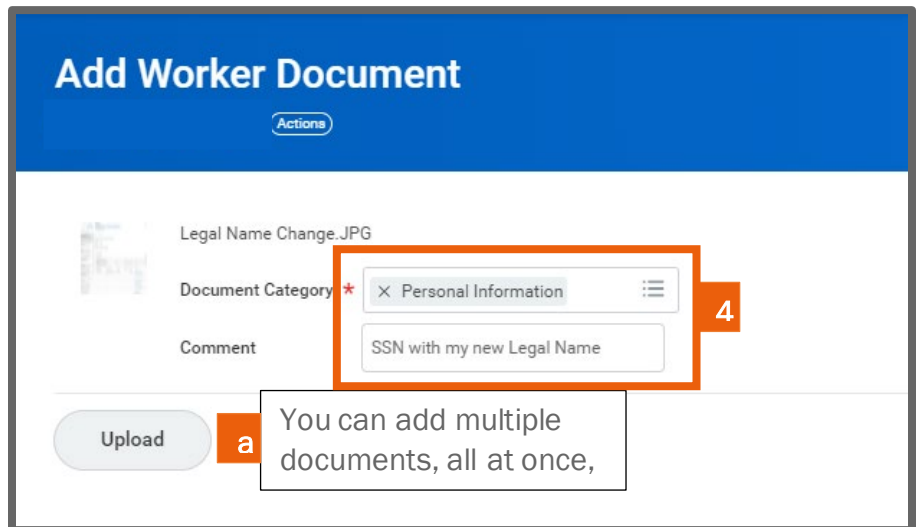 Add Worker Document
Actions
Legal Name Change.JPG
Document Category * × Personal Information
4
Comment SSN with my new Legal Name
Upload
a
You can add multiple
documents, all at once,